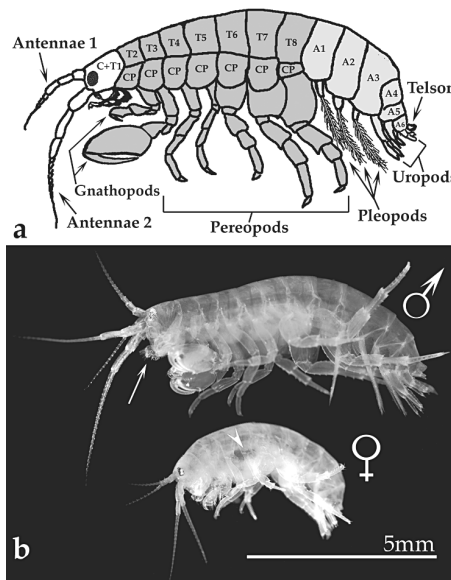 Antennae 1
C+T1
T2 T3 T4 T5 T6 T7 T8 A1 A2 A3 A4 A5 A6
CP CP CP CP CP CP CP
Telson
Gnathopods
Antennae 2
Pereopods
Pleopods
Uropods
a
♂
♀
b
5mm